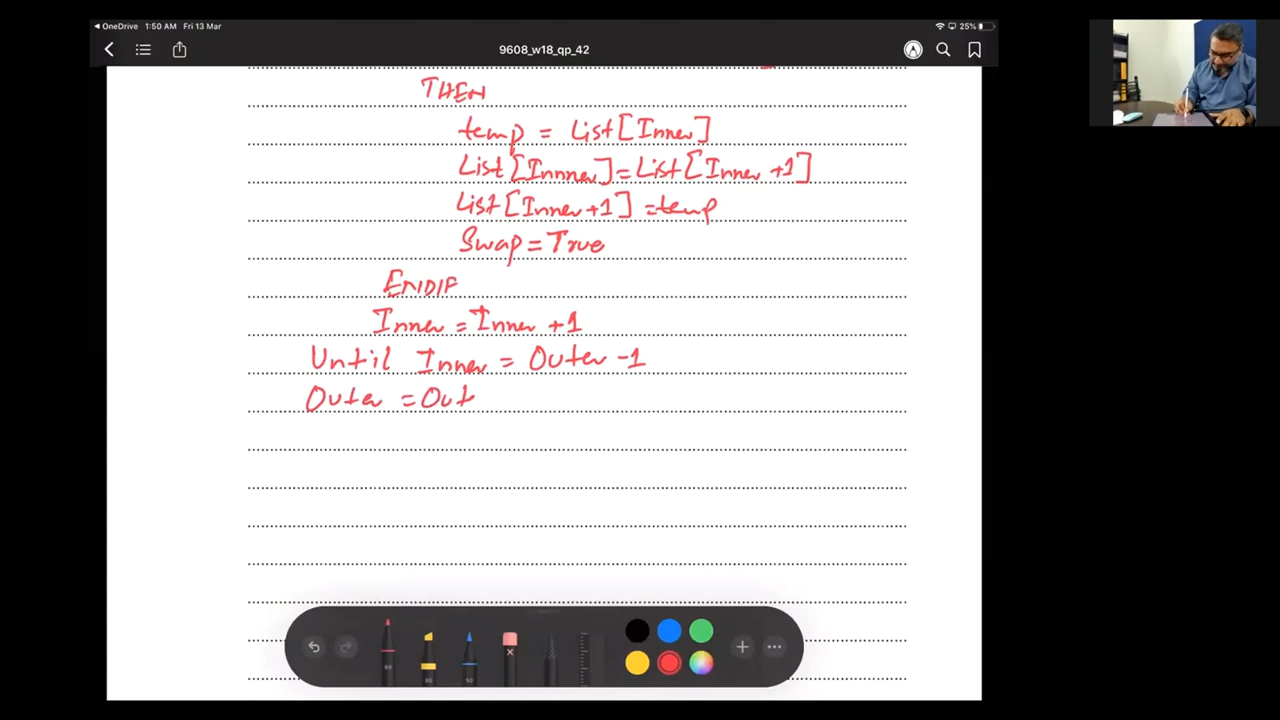 OneDrive 1:50 AM Fri 13 Mar 25%
9608_w18_qp_42
THEN
temp = List[Inner]
List[Innner]=List[Inner +1]
List[Inner+1] =temp
Swap=True
ENDIF
Inner=Inner +1
Until Inner = Outer -1
Outer =Out